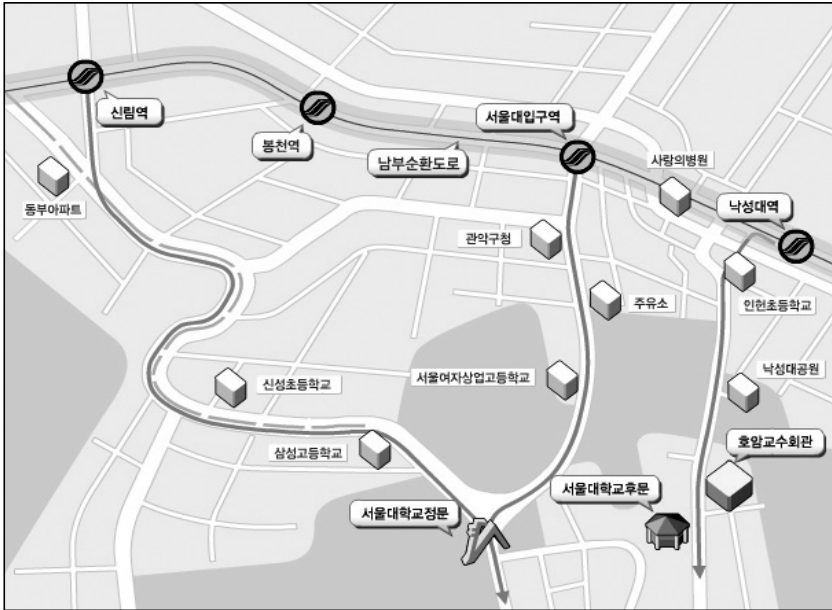 신림역
봉천역
서울대입구역
남부순환도로
사랑의병원
낙성대역
동부아파트
관악구청
인헌초등학교
주유소
신성초등학교
서울여자상업고등학교
낙성대공원
삼성고등학교
호암교수회관
서울대학교정문
서울대학교후문